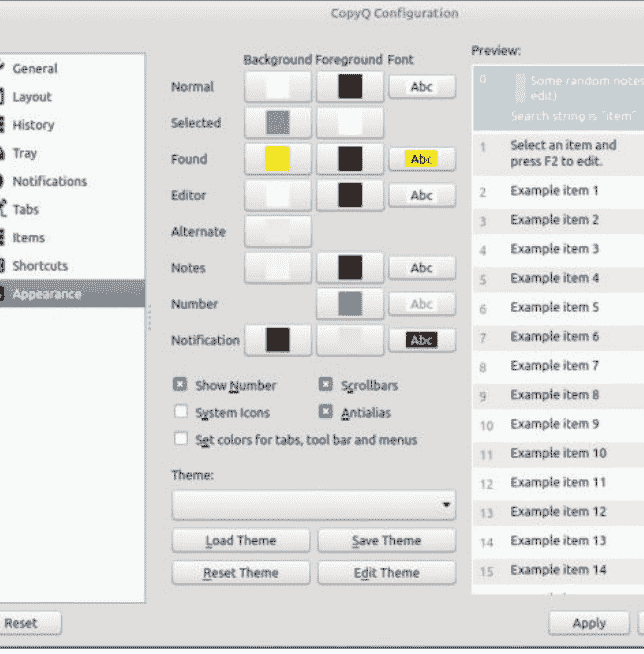 CopyQ Configuration
General
Layout
History
Tray
Notifications
Tabs
Items
Shortcuts
Appearance
Background Foreground Font
Normal Abc
Selected
Found Abc
Editor Abc
Alternate
Notes Abc
Number Abc
Notification Abc
Show Number Scrollbars
System Icons Antialias
Set colors for tabs, tool bar and menus
Theme:
Load Theme Save Theme
Reset Theme Edit Theme
Preview:
0 Some random notes
edit)
Search string is "item"
1 Select an item and
press F2 to edit.
2 Example item 1
3 Example item 2
4 Example item 3
5 Example item 4
6 Example item 5
7 Example item 6
8 Example item 7
9 Example item 8
10 Example item 9
11 Example item 10
12 Example item 11
13 Example item 12
14 Example item 13
15 Example item 14
Reset Apply